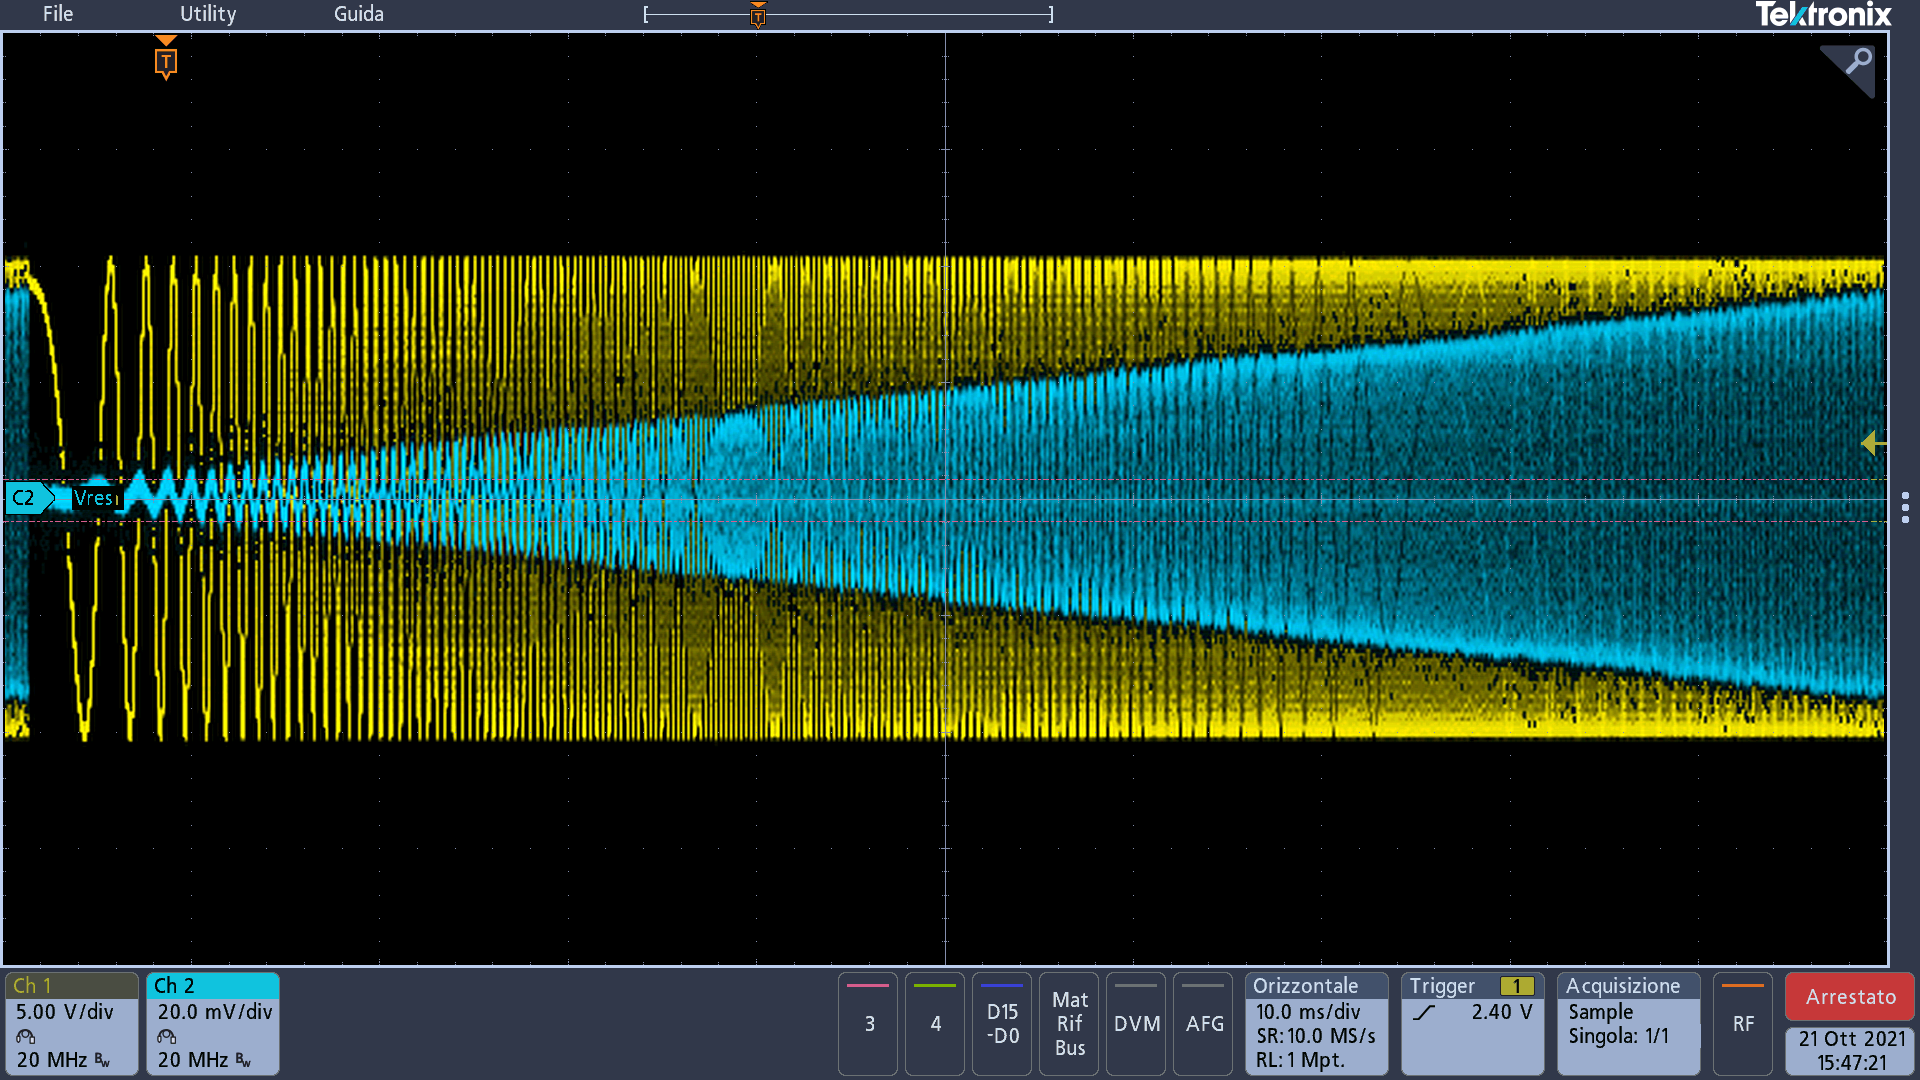 File Utility Guida T Tektronix
T
C2 Vres
Ch 1
5.00 V/div
20 MHz Bw
Ch 2
20.0 mV/div
20 MHz Bw
3
4
D15
-D0
Mat
Rif
Bus
DVM
AFG
Orizzontale
10.0 ms/div
SR: 10.0 MS/s
RL: 1 Mpt.
Trigger 1
2.40 V
Acquisizione
Sample
Singola: 1/1
RF
Arrestato
21 Ott 2021
15:47:21